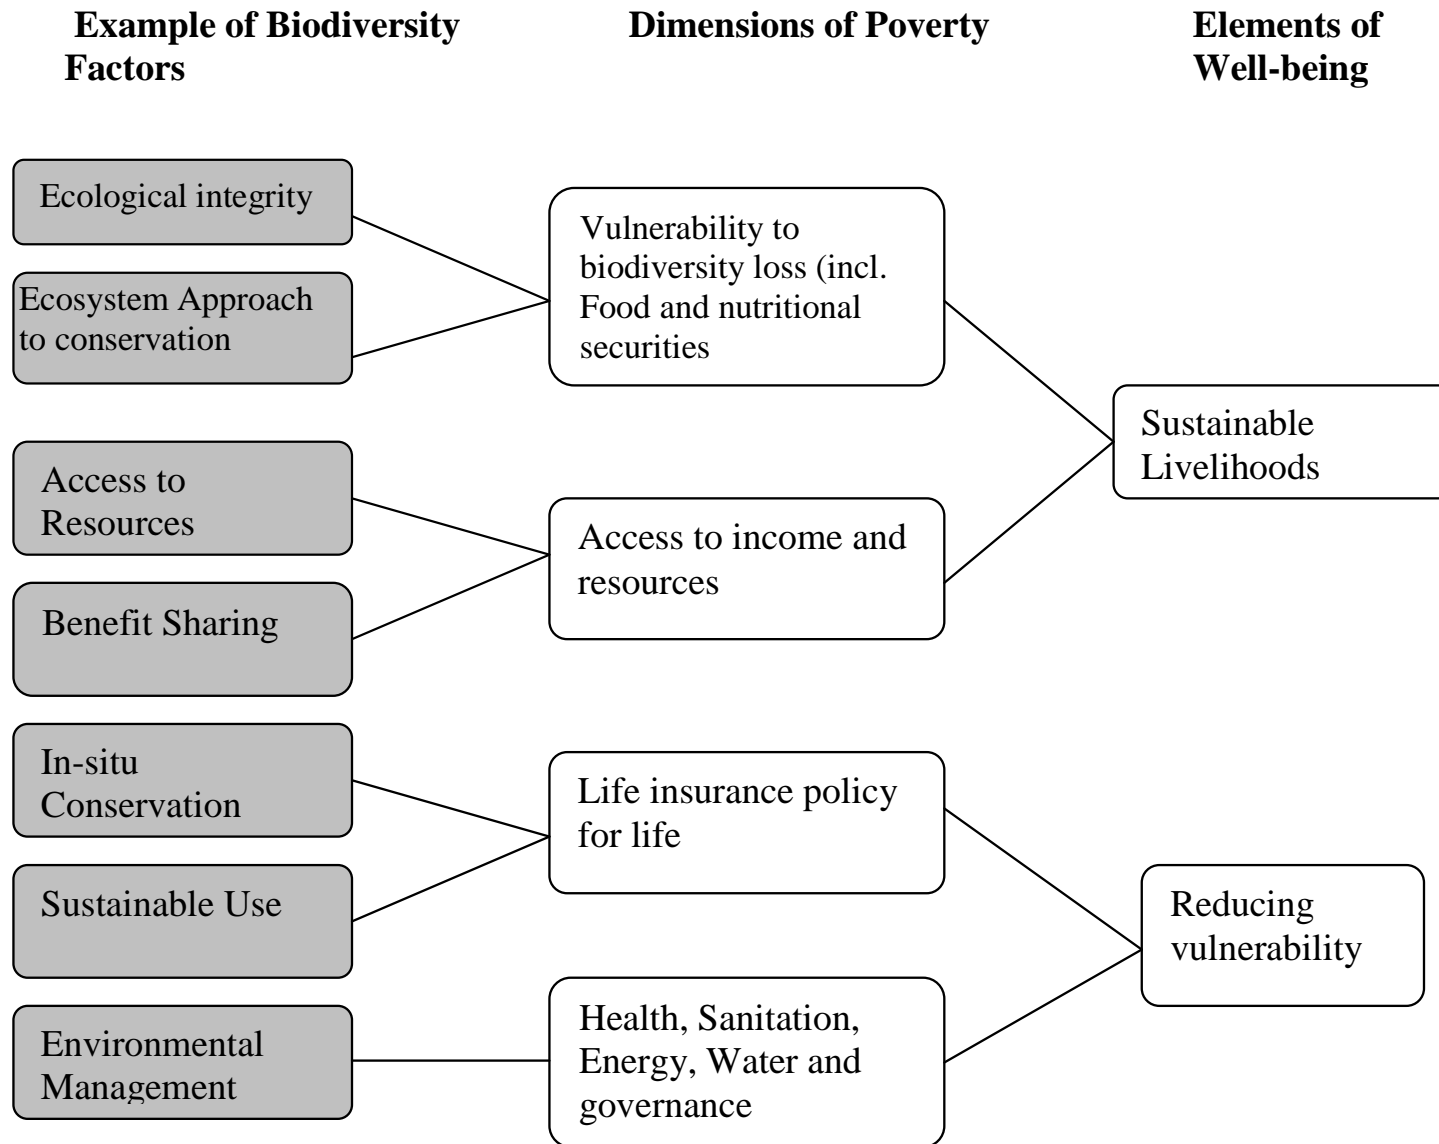 Example of Biodiversity
Factors
Dimensions of Poverty
Elements of
Well-being
Ecological integrity
Ecosystem Approach
to conservation
Access to
Resources
Benefit Sharing
In-situ
Conservation
Sustainable Use
Environmental
Management
Vulnerability to
biodiversity loss (incl.
Food and nutritional
securities
Access to income and
resources
Life insurance policy
for life
Health, Sanitation,
Energy, Water and
governance
Sustainable
Livelihoods
Reducing
vulnerability